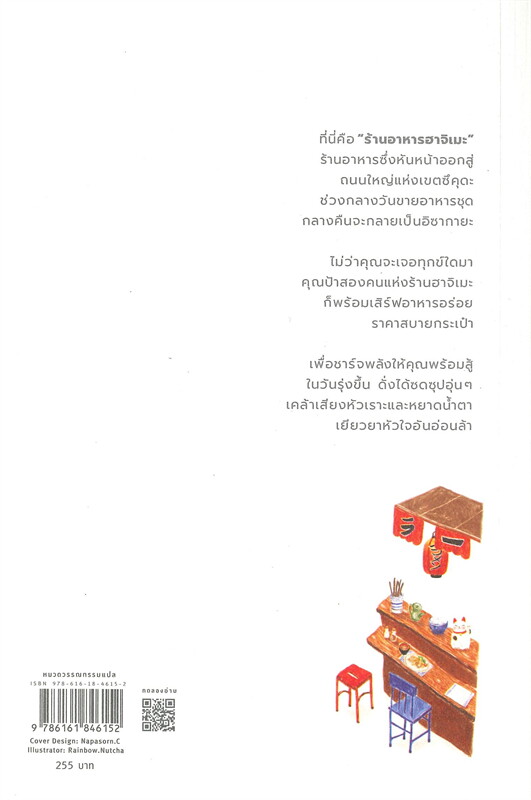 ที่นี่คือ “ร้านอาหารฮาจิเมะ”
ร้านอาหารซึ่งหันหน้าออกสู่
ถนนใหญ่แห่งเขตซึคุดะ
ช่วงกลางวันขายอาหารชุด
กลางคืนจะกลายเป็นอิซากายะ
ไม่ว่าคุณจะเจอทุกข์ใดมา
คุณป้าสองคนแห่งร้านฮาจิเมะ
ก็พร้อมเสิร์ฟอาหารอร่อย
ราคาสบายกระเป๋า
เพื่อชาร์จพลังให้คุณพร้อมสู้
ในวันรุ่งขึ้น ดั่งได้ซดซุปอุ่นๆ
เคล้าเสียงหัวเราะและหยาดน้ำตา
เยียวยาหัวใจอันอ่อนล้า
ラー
หมวดวรรณกรรมแปล
ISBN 978-616-18-4615-2
ทดลองอ่าน
9 786161 846152
Cover Design: Napasorn.C
Illustrator: Rainbow.Nutcha
255 บาท